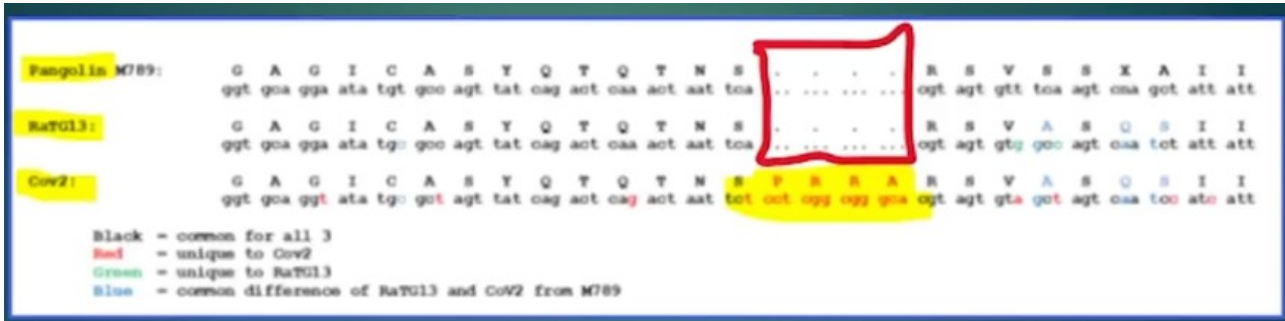 Pangolin M789: G A G I C A S Y Q T Q T N S . . . . R S V S S X A I I
ggt gca gga ata tgt gcc agt tat cag act caa act aat tca .. ... ... ... . cgt agt gtt tca agt cna gct att att
RaTG13: G A G I C A S Y Q T Q T N S . . . . R S V A S Q S I I
ggt gca gga ata tgc gcc agt tat cag act caa act aat tca .. ... ... ... . cgt agt gtg gcc agt caa tct att att
Cov2: G A G I C A S Y Q T Q T N S P R R A R S V A S Q S I I
ggt gca ggt ata tgc gct agt tat cag act cag act aat tct cct cgg cgg gca cgt agt gta gct agt caa tcc atc att
Black = common for all 3
Red = unique to Cov2
Green = unique to RaTG13
Blue = common difference of RaTG13 and CoV2 from M789